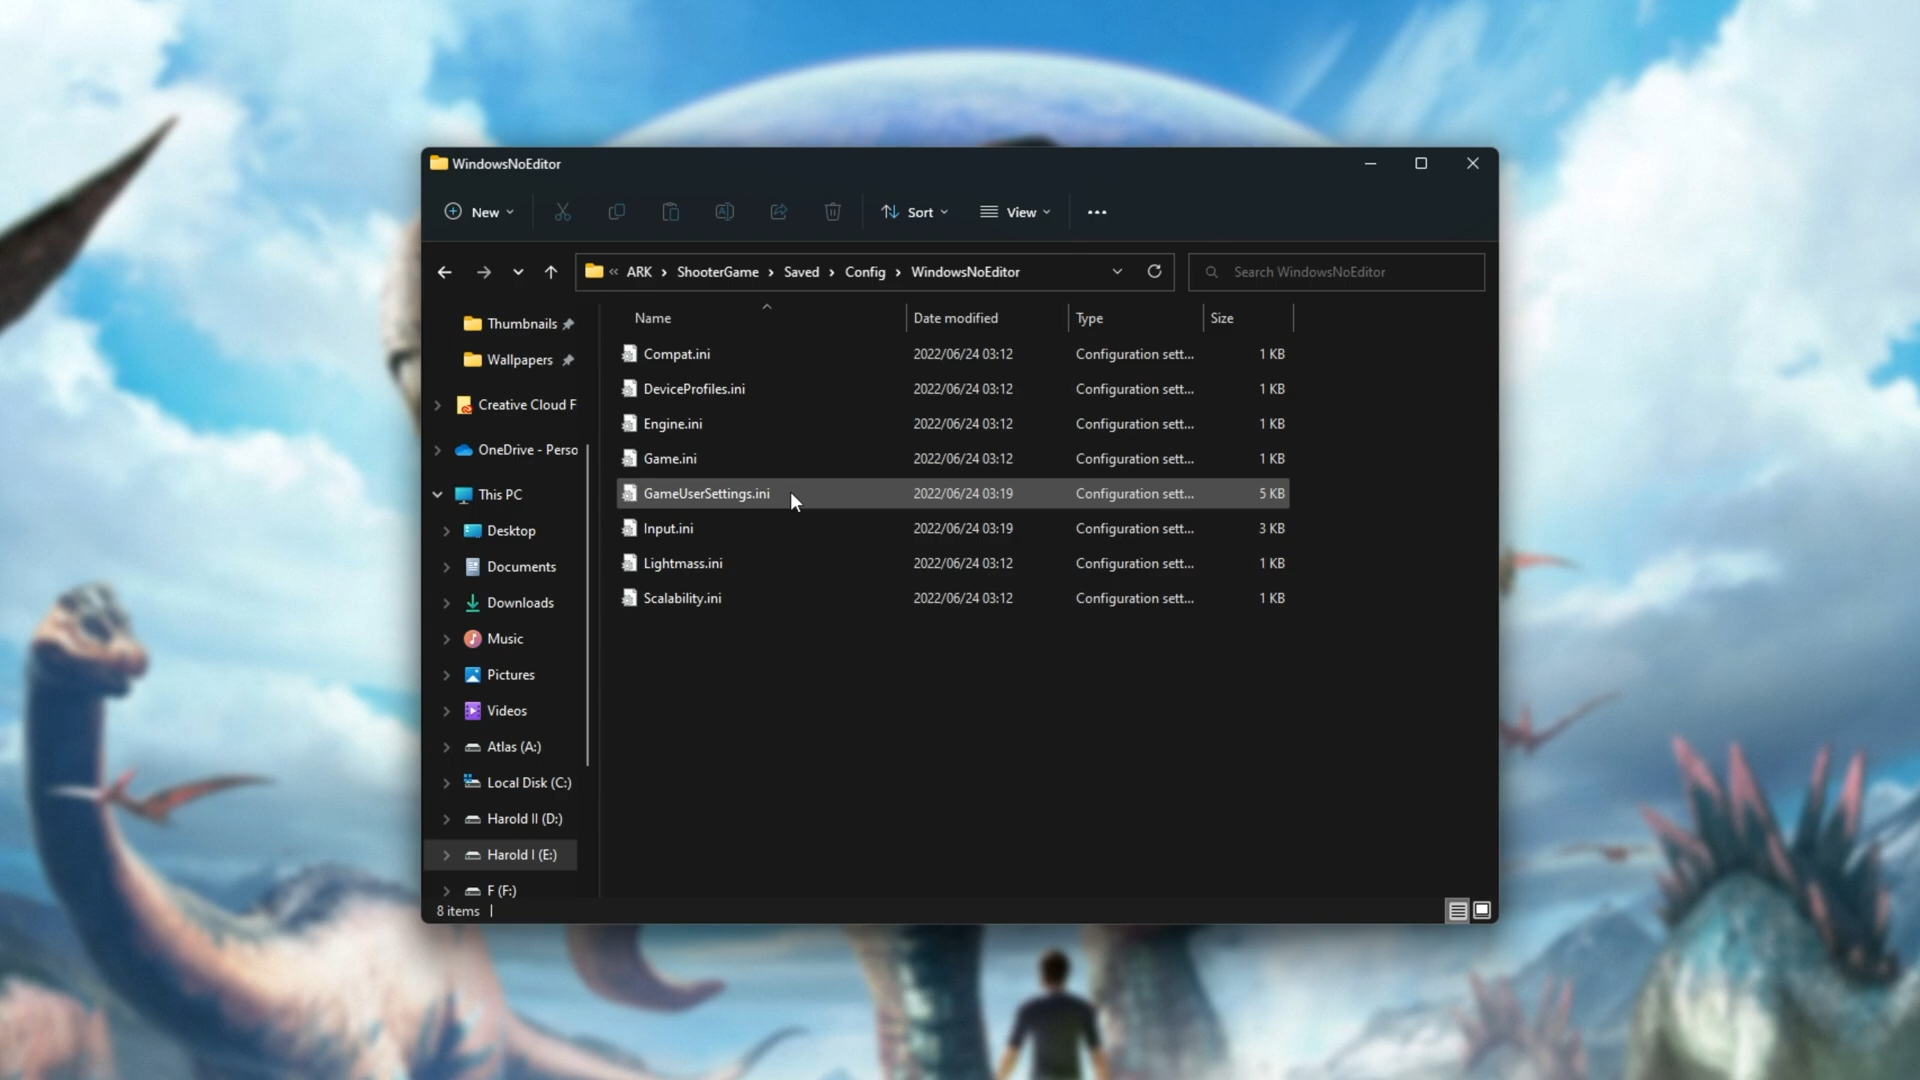 WindowsNoEditor
New
Sort
View
« ARK › ShooterGame › Saved › Config › WindowsNoEditor
Search WindowsNoEditor
Thumbnails
Wallpapers
Creative Cloud F
OneDrive - Perso
This PC
Desktop
Documents
Downloads
Music
Pictures
Videos
Atlas (A:)
Local Disk (C:)
Harold II (D:)
Harold I (E:)
F (F:)
Name Date modified Type Size
Compat.ini 2022/06/24 03:12 Configuration sett... 1 KB
DeviceProfiles.ini 2022/06/24 03:12 Configuration sett... 1 KB
Engine.ini 2022/06/24 03:12 Configuration sett... 1 KB
Game.ini 2022/06/24 03:12 Configuration sett... 1 KB
GameUserSettings.ini 2022/06/24 03:19 Configuration sett... 5 KB
Input.ini 2022/06/24 03:19 Configuration sett... 3 KB
Lightmass.ini 2022/06/24 03:12 Configuration sett... 1 KB
Scalability.ini 2022/06/24 03:12 Configuration sett... 1 KB
8 items